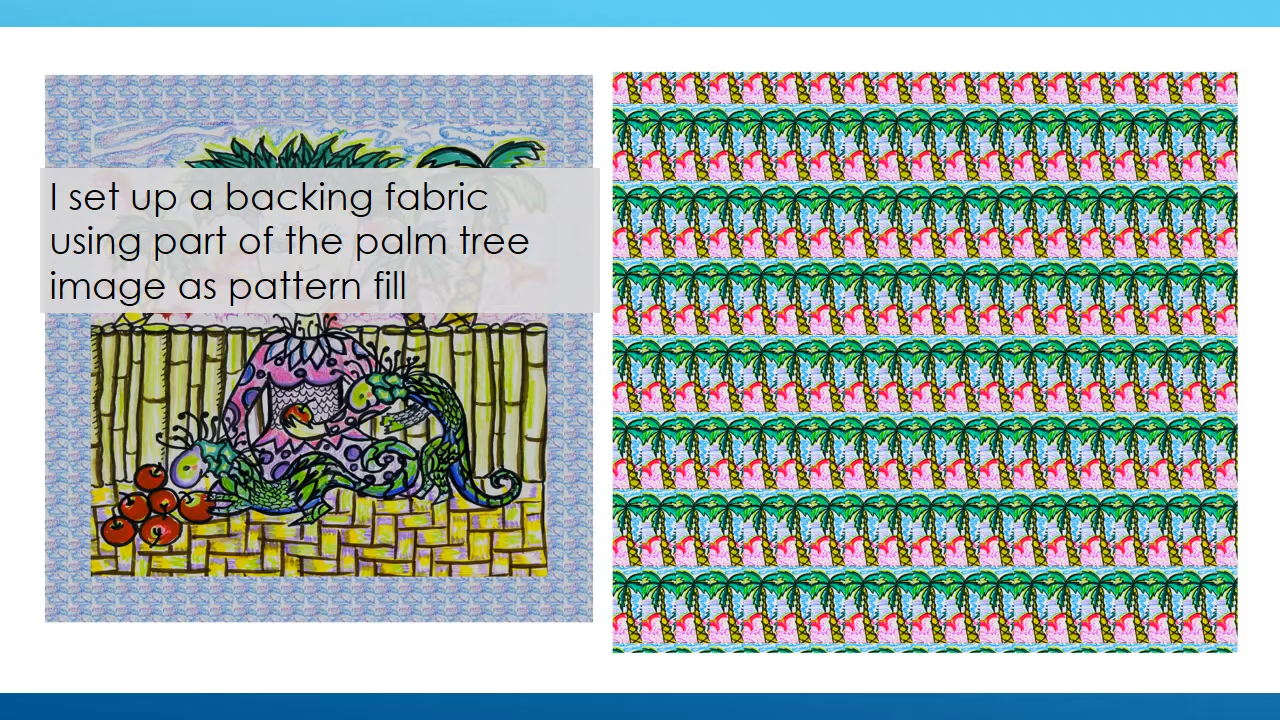 I set up a backing fabric
using part of the palm tree
image as pattern fill